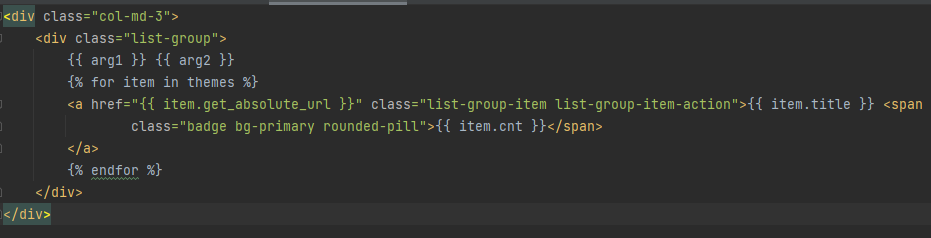 <div class="col-md-3">
    <div class="list-group">
        {{ arg1 }} {{ arg2 }}
        {% for item in themes %}
        <a href="{{ item.get_absolute_url }}" class="list-group-item list-group-item-action">{{ item.title }} <span
                class="badge bg-primary rounded-pill">{{ item.cnt }}</span>
        </a>
        {% endfor %}
    </div>
</div>